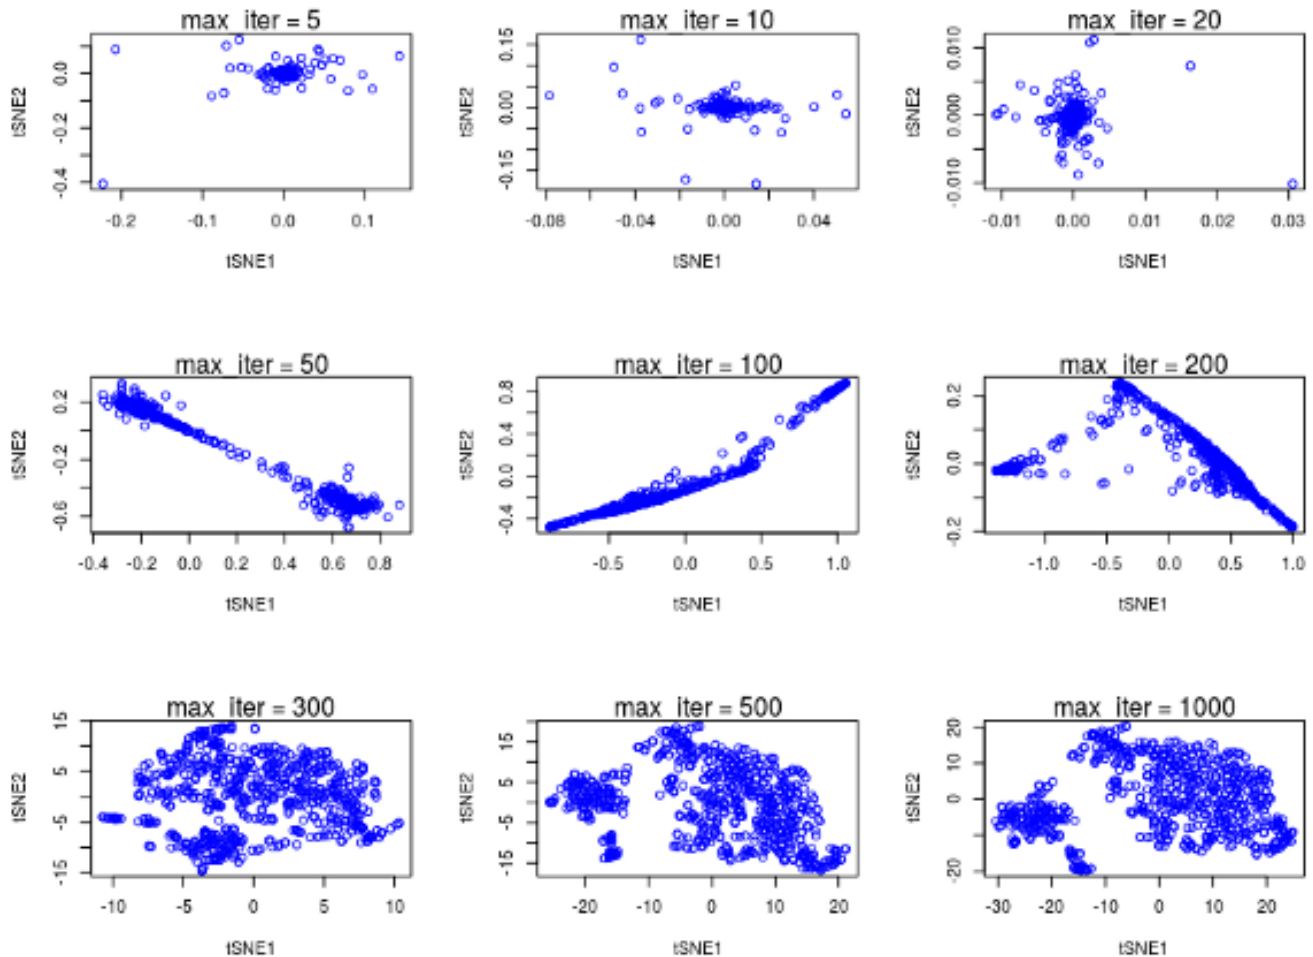 max_iter = 5
tSNE2
0.0
-0.2
-0.4
-0.2 -0.1 0.0 0.1
tSNE1
max_iter = 10
tSNE2
0.15
0.00
-0.15
-0.08 -0.04 0.00 0.04
tSNE1
max_iter = 20
tSNE2
0.010
0.000
-0.010
-0.01 0.00 0.01 0.02 0.03
tSNE1
max_iter = 50
tSNE2
0.2
-0.2
-0.6
-0.4 -0.2 0.0 0.2 0.4 0.6 0.8
tSNE1
max_iter = 100
tSNE2
0.8
0.4
0.0
-0.4
-0.5 0.0 0.5 1.0
tSNE1
max_iter = 200
tSNE2
0.2
0.0
-0.2
-1.0 -0.5 0.0 0.5 1.0
tSNE1
max_iter = 300
tSNE2
15
5
-5
-15
-10 -5 0 5 10
tSNE1
max_iter = 500
tSNE2
15
5
-5
-15
-20 -10 0 10 20
tSNE1
max_iter = 1000
tSNE2
20
10
0
-20
-30 -20 -10 0 10 20
tSNE1